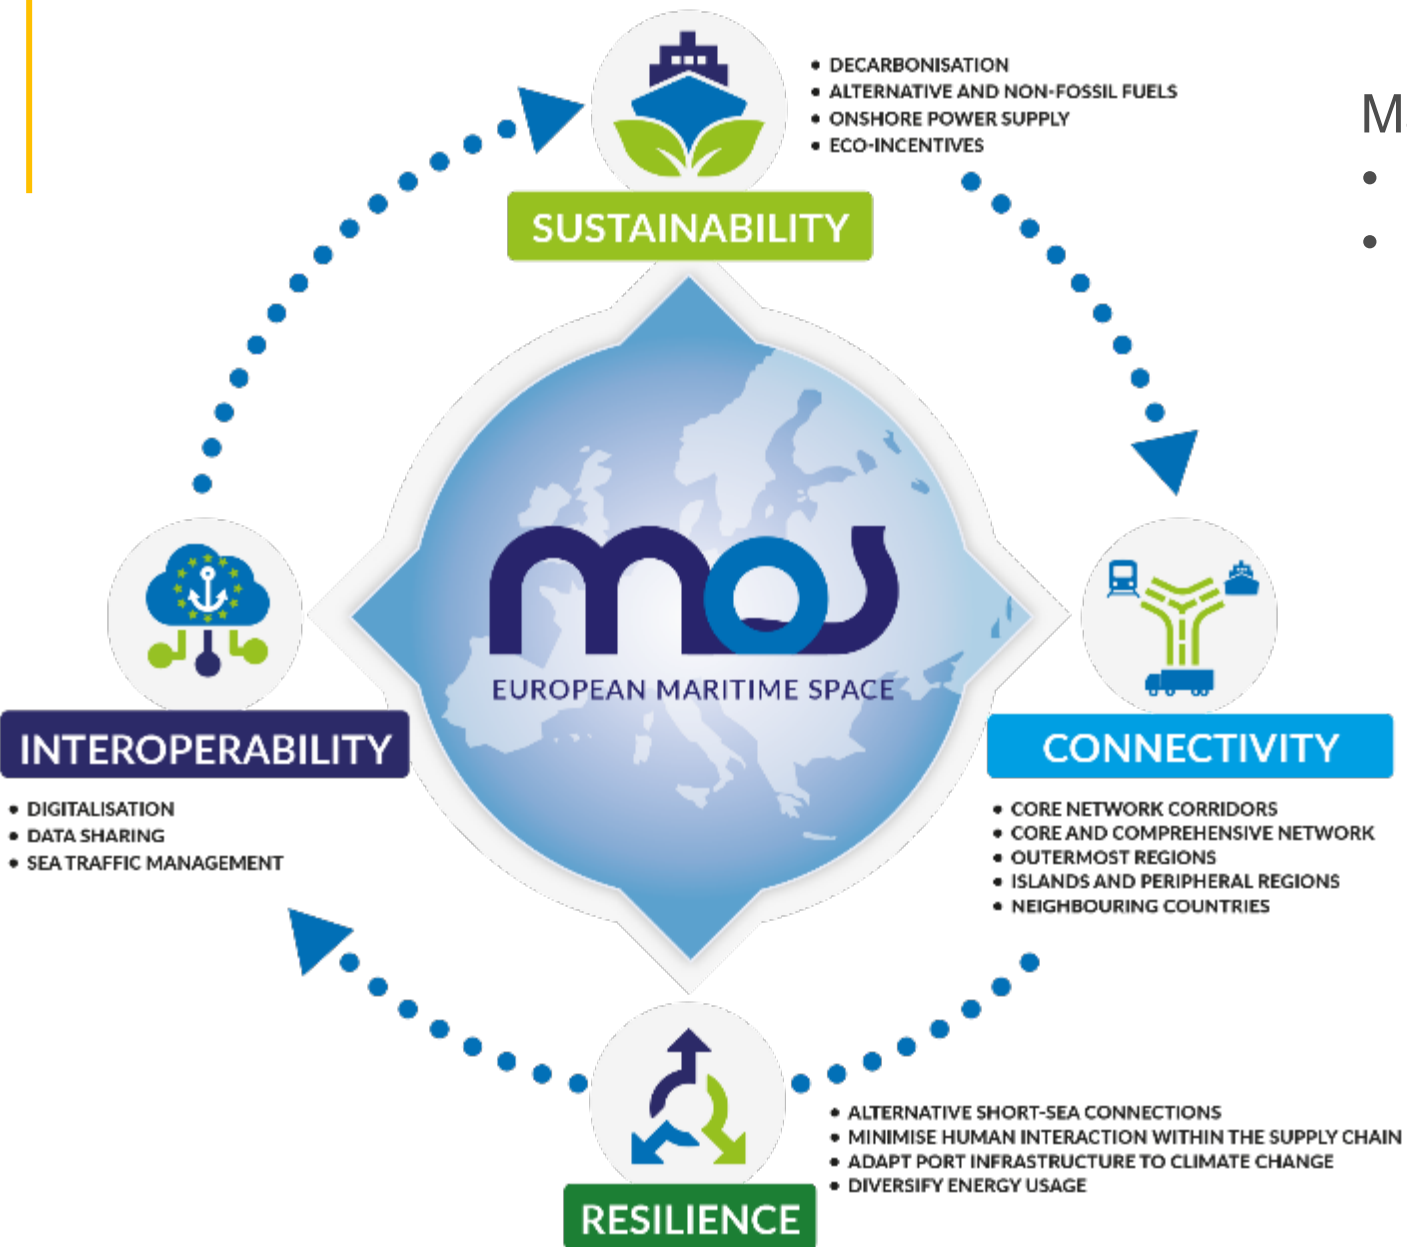 • DECARBONISATION
• ALTERNATIVE AND NON-FOSSIL FUELS
• ONSHORE POWER SUPPLY
• ECO-INCENTIVES
M
•
•
SUSTAINABILITY
mos
EUROPEAN MARITIME SPACE
INTEROPERABILITY
• DIGITALISATION
• DATA SHARING
• SEA TRAFFIC MANAGEMENT
CONNECTIVITY
• CORE NETWORK CORRIDORS
• CORE AND COMPREHENSIVE NETWORK
• OUTERMOST REGIONS
• ISLANDS AND PERIPHERAL REGIONS
• NEIGHBOURING COUNTRIES
• ALTERNATIVE SHORT-SEA CONNECTIONS
• MINIMISE HUMAN INTERACTION WITHIN THE SUPPLY CHAIN
• ADAPT PORT INFRASTRUCTURE TO CLIMATE CHANGE
• DIVERSIFY ENERGY USAGE
RESILIENCE